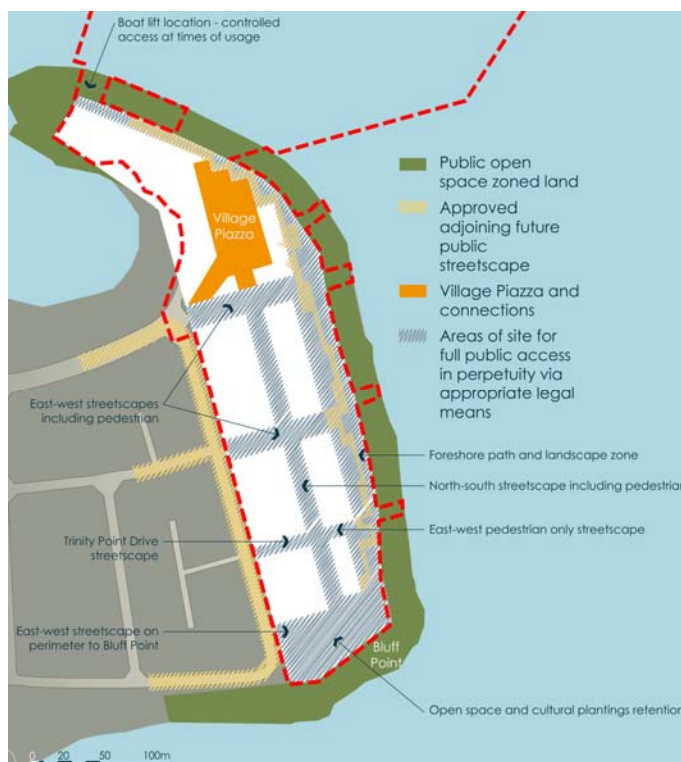 Boat lift location - controlled
access at times of usage
Public open
space zoned land
Approved
adjoining future
public
streetscape
Village
Piazza
Village Piazza and
connections
Areas of site for
full public access
in perpetuity via
appropriate legal
means
East-west streetscapes
including pedestrian
Foreshore path and landscape zone
North-south streetscape including pedestrian
East-west pedestrian only streetscape
Trinity Point Drive
streetscape
East-west streetscape on
perimeter to Bluff Point
Bluff
Point
Open space and cultural plantings retention
0 20 50 100m